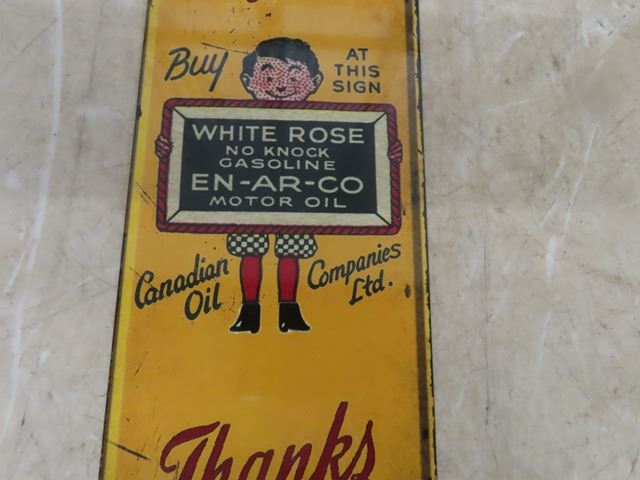 Buy
AT
THIS
SIGN
WHITE ROSE
NO KNOCK
GASOLINE
EN-AR-CO
MOTOR OIL
Canadian
Oil
Companies
Ltd.
Thanks